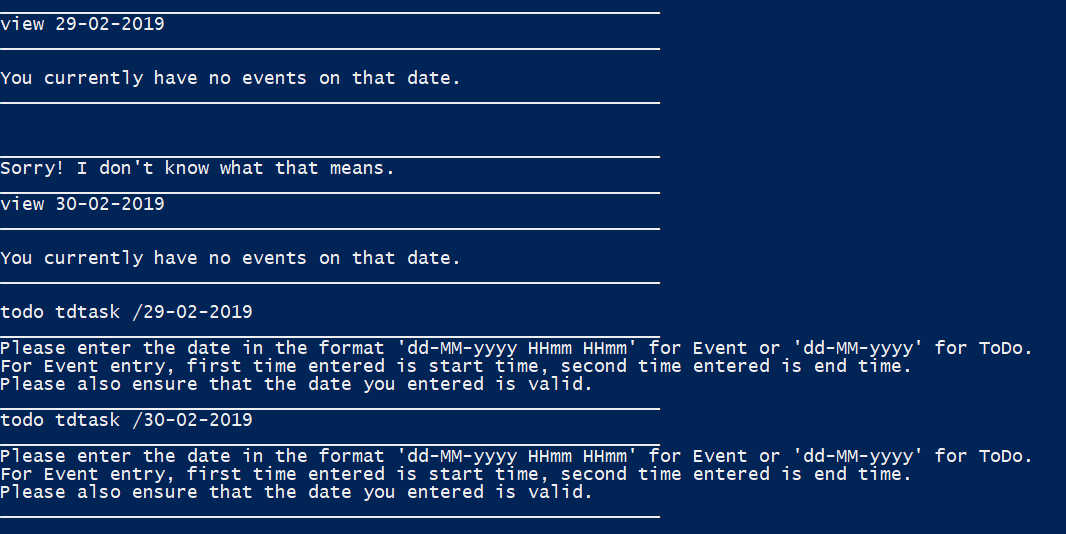 view 29-02-2019
You currently have no events on that date.
Sorry! I don't know what that means.
view 30-02-2019
You currently have no events on that date.
todo tdtask /29-02-2019
Please enter the date in the format 'dd-MM-yyyy HHmm HHmm' for Event or 'dd-MM-yyyy' for ToDo.
For Event entry, first time entered is start time, second time entered is end time.
Please also ensure that the date you entered is valid.
todo tdtask /30-02-2019
Please enter the date in the format 'dd-MM-yyyy HHmm HHmm' for Event or 'dd-MM-yyyy' for ToDo.
For Event entry, first time entered is start time, second time entered is end time.
Please also ensure that the date you entered is valid.